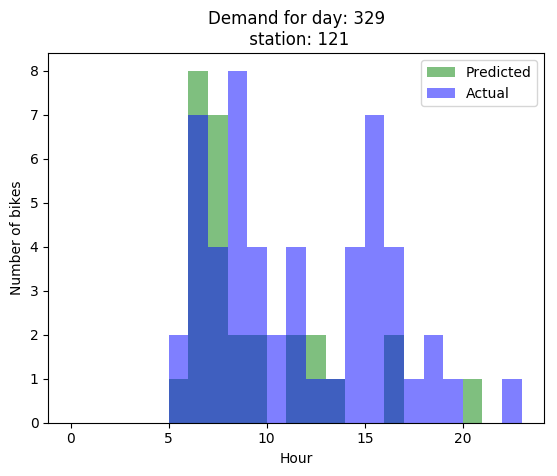 Demand for day: 329
station: 121
Predicted
Actual
Number of bikes
8
7
6
5
4
3
2
1
0
0 5 10 15 20
Hour